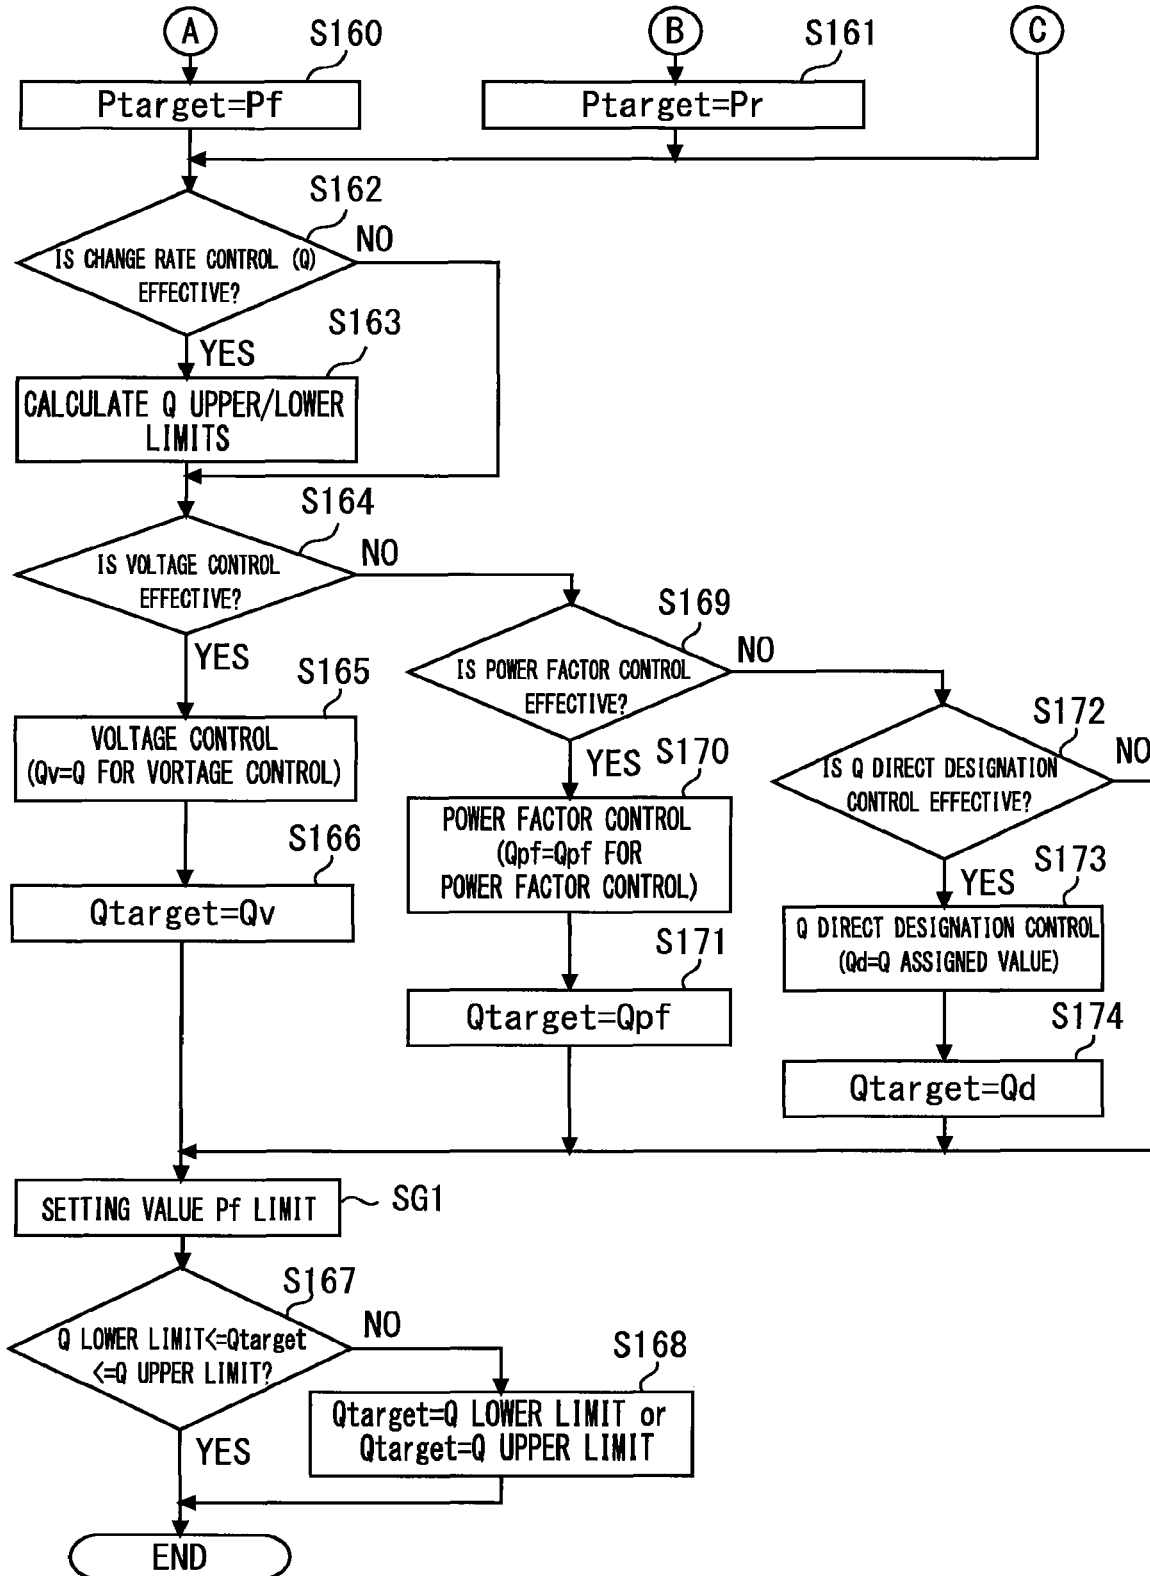 A
S160
B
S161
C
Ptarget=Pf
Ptarget=Pr
S162
IS CHANGE RATE CONTROL (Q)
EFFECTIVE?
NO
YES
S163
CALCULATE Q UPPER/LOWER
LIMITS
S164
IS VOLTAGE CONTROL
EFFECTIVE?
NO
YES
S165
VOLTAGE CONTROL
(Qv=Q FOR VORTAGE CONTROL)
S166
Qtarget=Qv
S169
IS POWER FACTOR CONTROL
EFFECTIVE?
NO
YES
S170
POWER FACTOR CONTROL
(Qpf=Qpf FOR
POWER FACTOR CONTROL)
S171
Qtarget=Qpf
S172
IS Q DIRECT DESIGNATION
CONTROL EFFECTIVE?
NO
YES
S173
Q DIRECT DESIGNATION CONTROL
(Qd=Q ASSIGNED VALUE)
S174
Qtarget=Qd
SETTING VALUE Pf LIMIT
SG1
S167
Q LOWER LIMIT<=Qtarget
<=Q UPPER LIMIT?
NO
YES
S168
Qtarget=Q LOWER LIMIT or
Qtarget=Q UPPER LIMIT
END